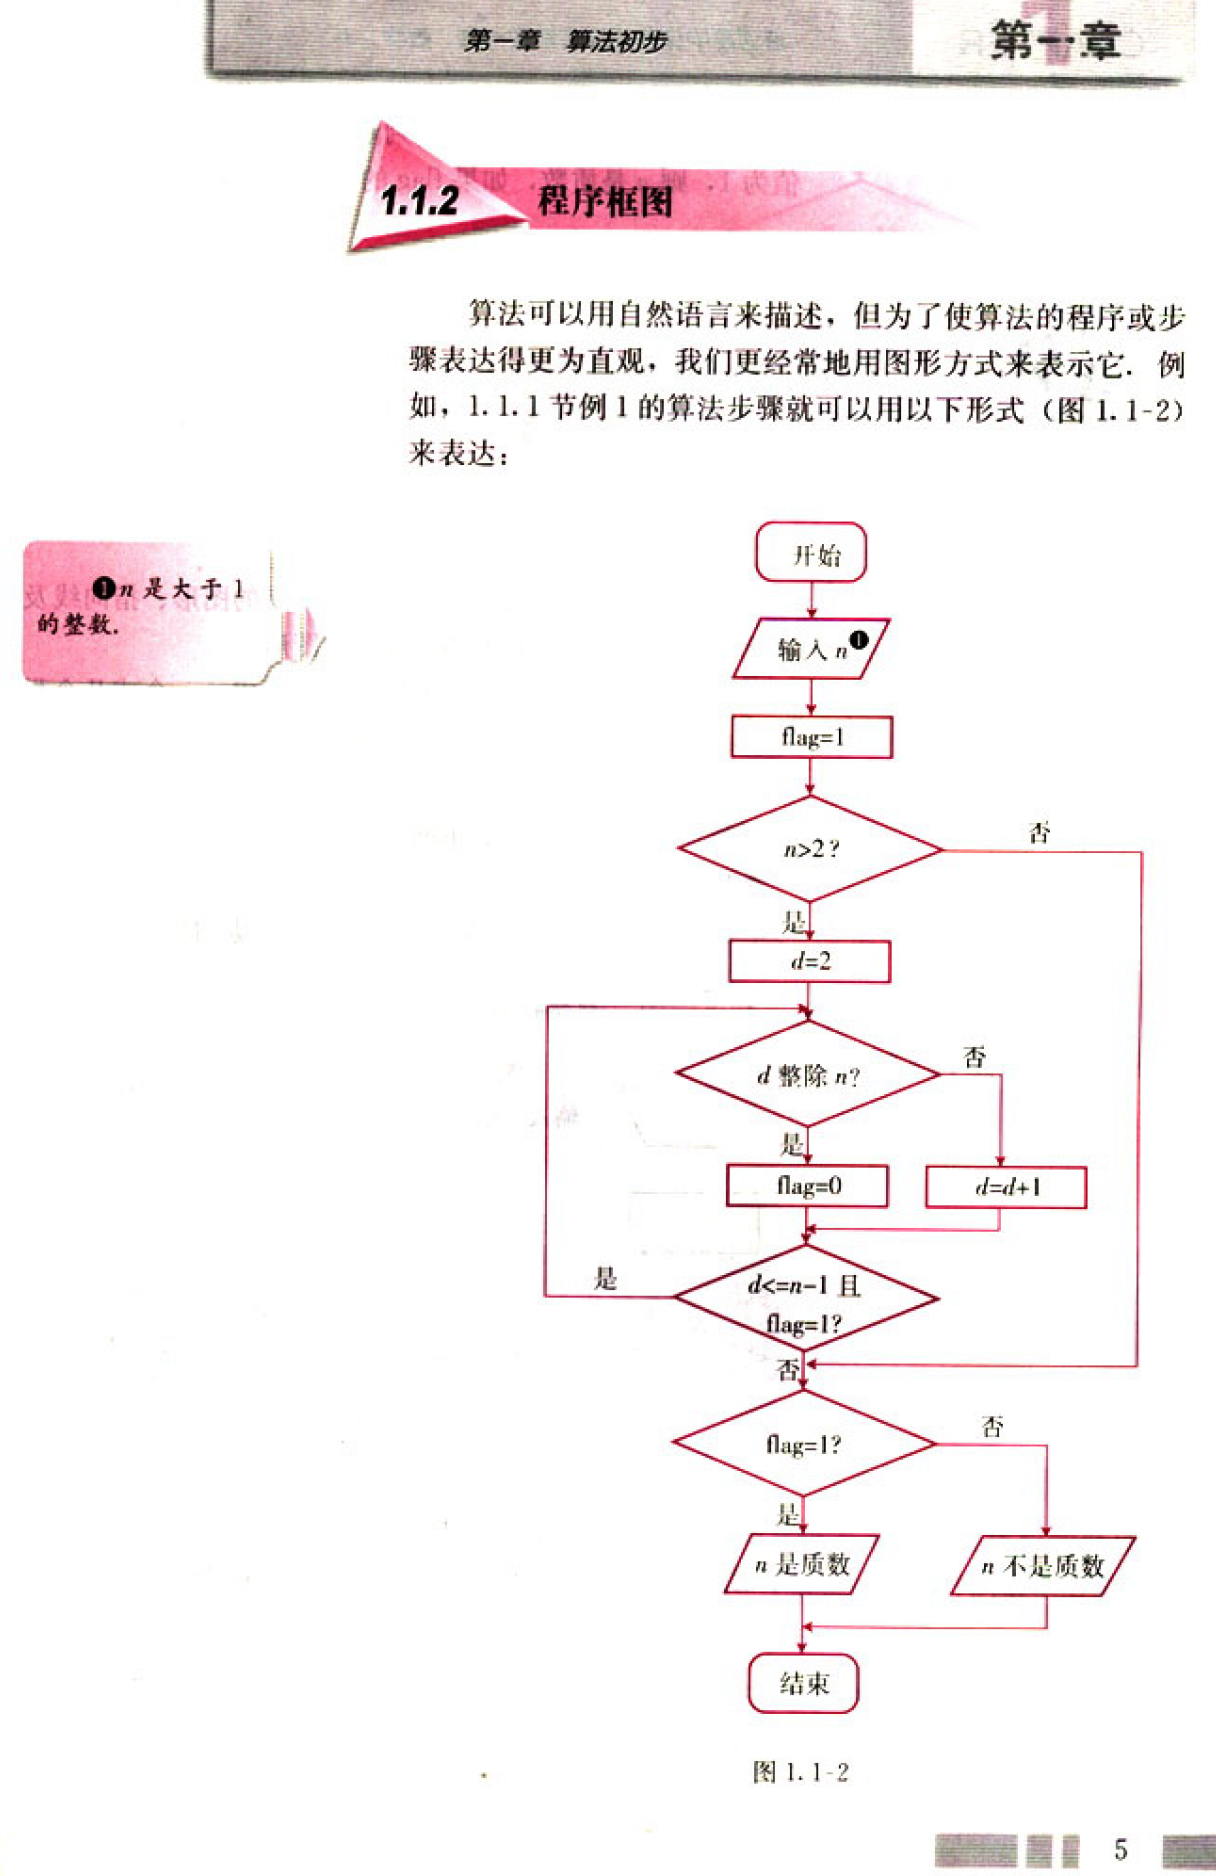 第一章 算法初步
第一章
1.1.2 程序框图
算法可以用自然语言来描述，但为了使算法的程序或步
骤表达得更为直观，我们更经常地用图形方式来表示它. 例
如，1.1.1 节例 1 的算法步骤就可以用以下形式（图 1.1-2）
来表达：
❶n 是大于 1
的整数.
开始
输入 n❶
flag=1
n>2?
否
是
d=2
d 整除 n?
否
是
flag=0
d=d+1
d<=n-1 且
flag=1?
是
否
flag=1?
否
是
n 是质数
n 不是质数
结束
图 1.1-2
5